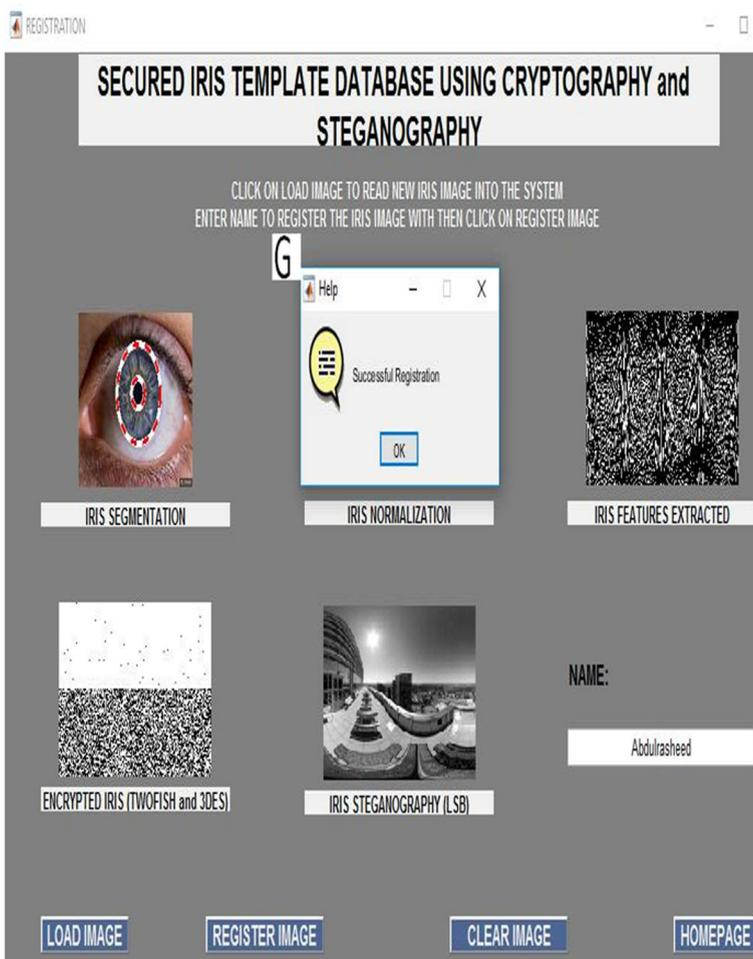 REGISTRATION
SECURED IRIS TEMPLATE DATABASE USING CRYPTOGRAPHY and
STEGANOGRAPHY
CLICK ON LOAD IMAGE TO READ NEW IRIS IMAGE INTO THE SYSTEM
ENTER NAME TO REGISTER THE IRIS IMAGE WITH THEN CLICK ON REGISTER IMAGE
G
Help
Successful Registration
OK
IRIS SEGMENTATION
IRIS NORMALIZATION
IRIS FEATURES EXTRACTED
NAME:
Abdulrasheed
ENCRYPTED IRIS (TWOFISH and 3DES)
IRIS STEGANOGRAPHY (LSB)
LOAD IMAGE
REGISTER IMAGE
CLEAR IMAGE
HOMEPAGE